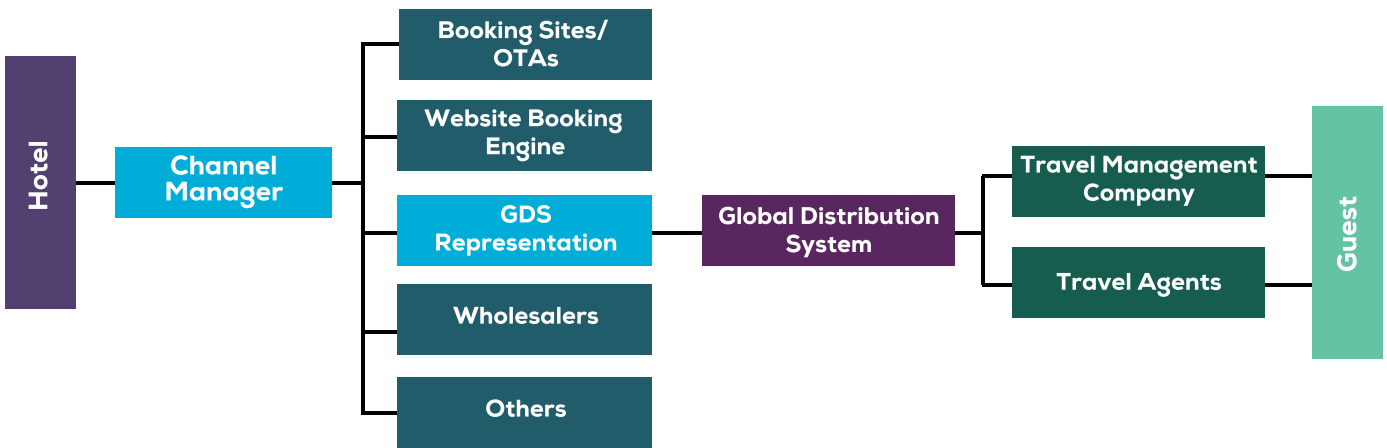 Hotel
Channel
Manager
Booking Sites/
OTAs
Website Booking
Engine
GDS
Representation
Wholesalers
Others
Global Distribution
System
Travel Management
Company
Travel Agents
Guest